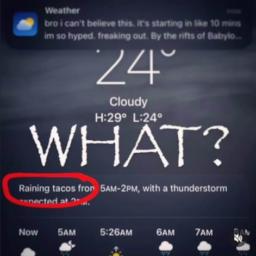 Weather
bro i can't believe this. it's starting in like 10 mins
im so hyped. freaking out. By the rifts of Babylo...
24°
Cloudy
H:29° L:24°
WHAT?
Raining tacos from 5AM-2PM, with a thunderstorm
expected at 2PM.
Now 5AM 5:26AM 6AM 7AM